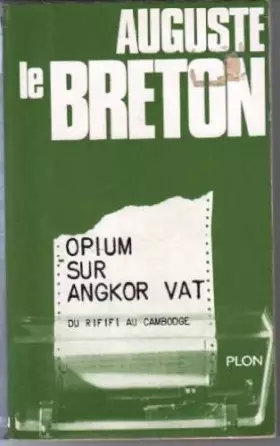 AUGUSTE
le BRETON
OPIUM
SUR
ANGKOR VAT
DU RIFIFI AU CAMBODGE
PLON